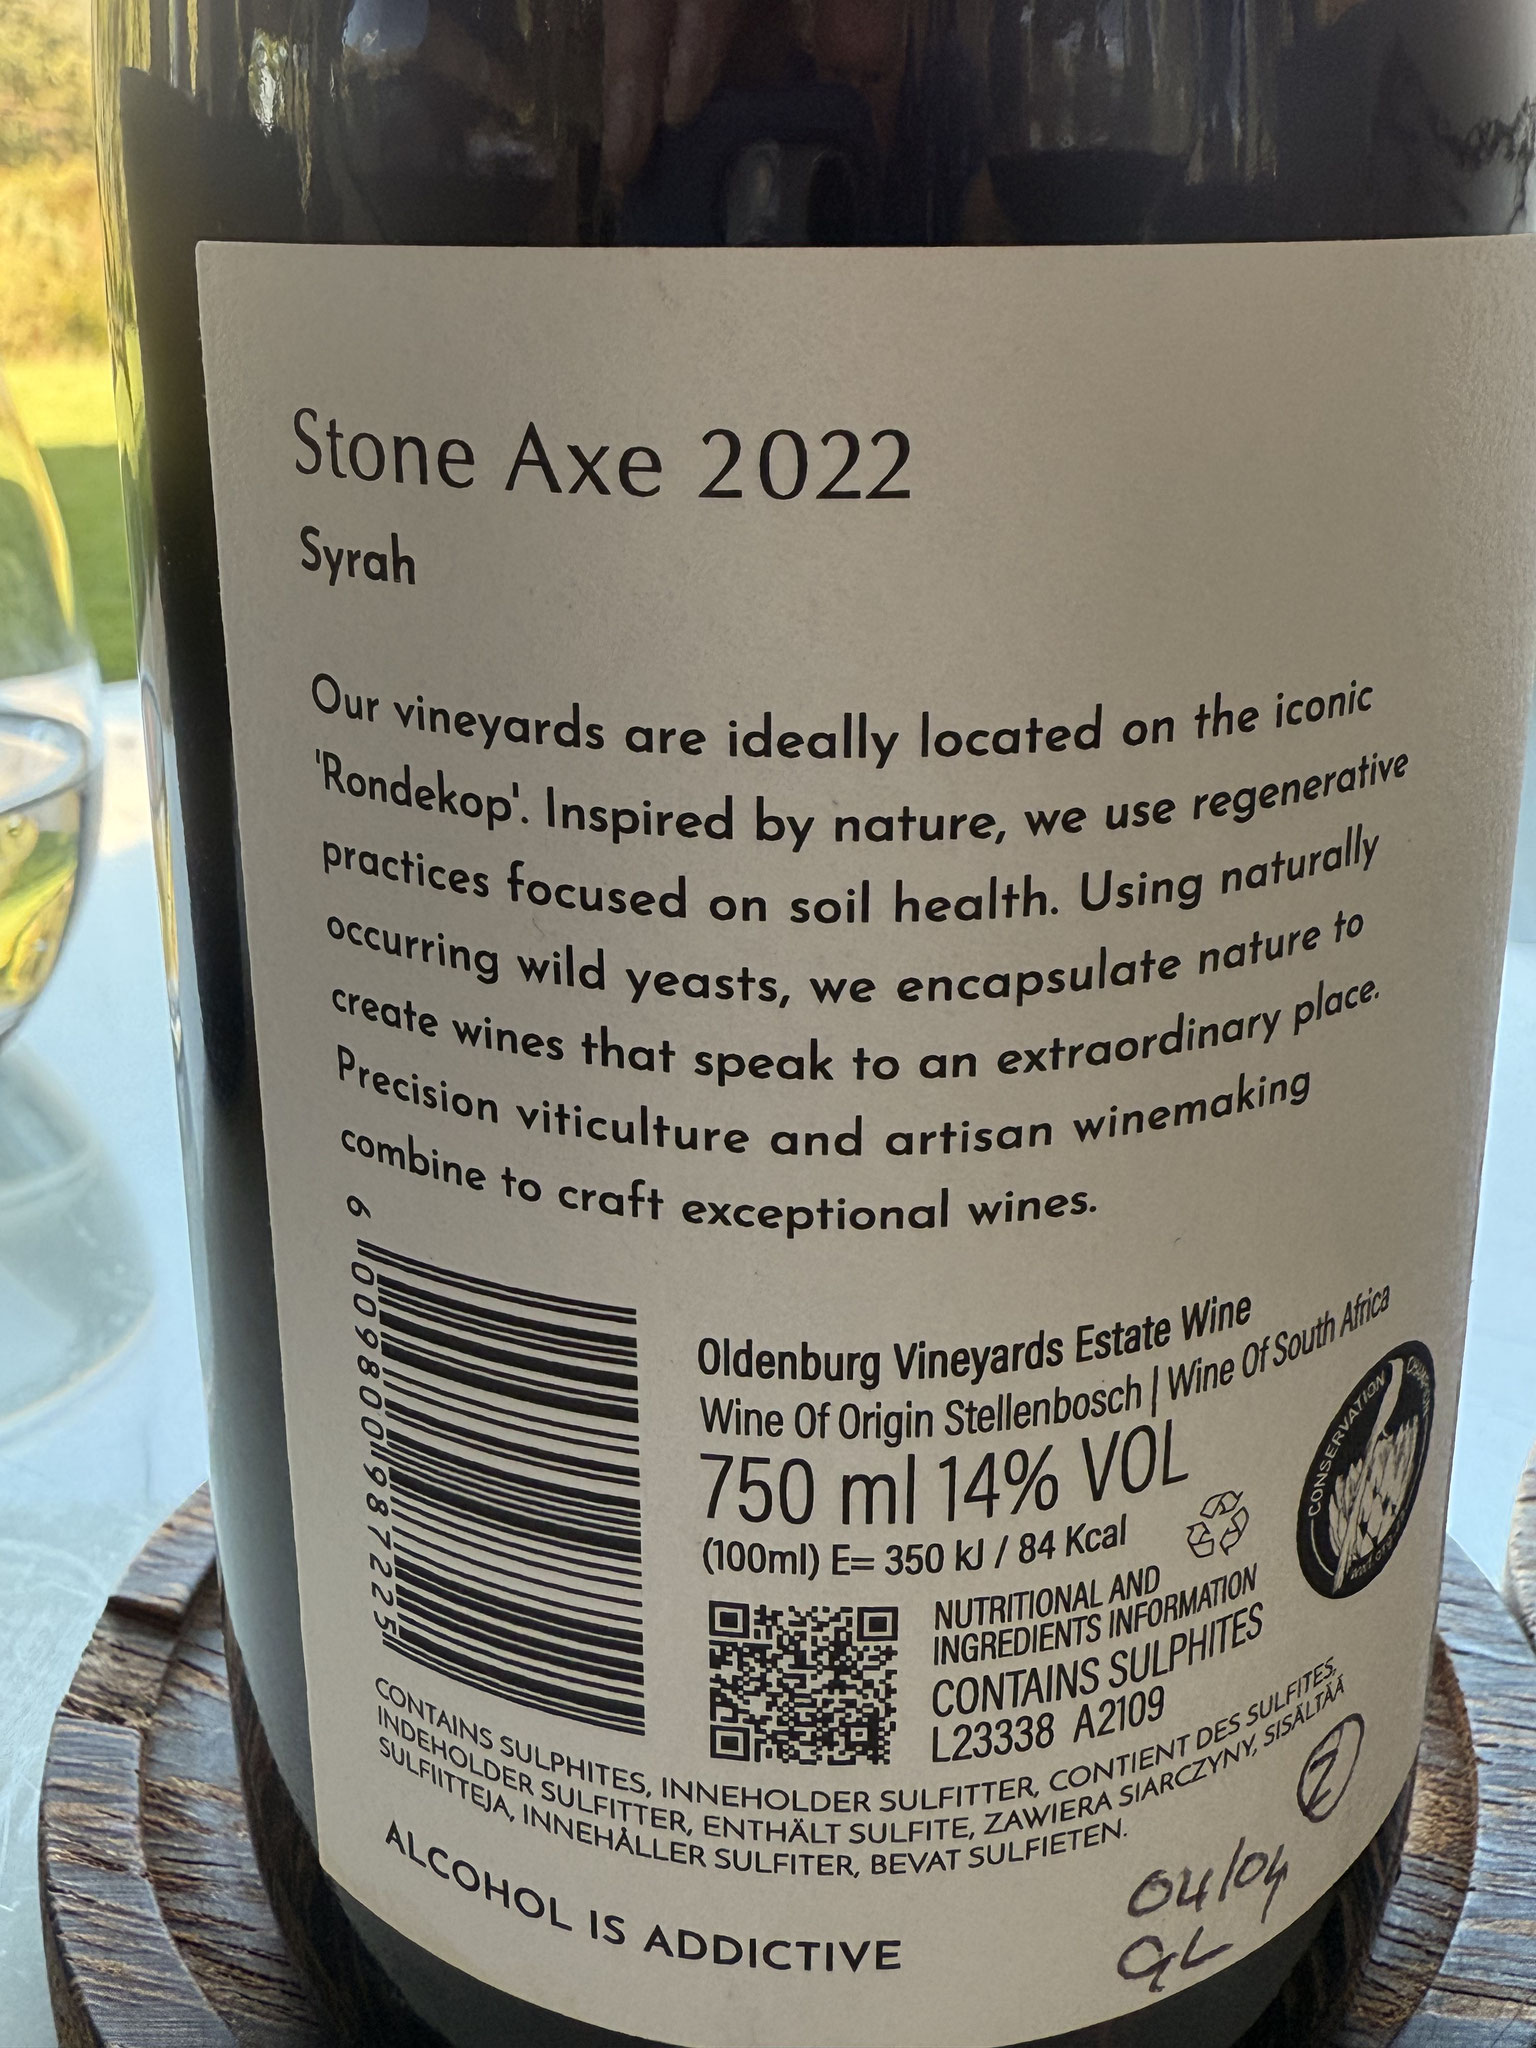 Stone Axe 2022
Syrah
Our vineyards are ideally located on the iconic
'Rondekop'. Inspired by nature, we use regenerative
practices focused on soil health. Using naturally
occurring wild yeasts, we encapsulate nature to
create wines that speak to an extraordinary place.
Precision viticulture and artisan winemaking
combine to craft exceptional wines.
6 009800 987225
Oldenburg Vineyards Estate Wine
Wine Of Origin Stellenbosch | Wine Of South Africa
750 ml 14% VOL
(100ml) E= 350 kJ / 84 Kcal
NUTRITIONAL AND
INGREDIENTS INFORMATION
CONTAINS SULPHITES
L23338 A2109
CONSERVATION CHAMPION
CONTAINS SULPHITES, INNEHOLDER SULFITTER, CONTIENT DES SULFITES,
INDEHOLDER SULFITTER, ENTHÄLT SULFITE, ZAWIERA SIARCZYNY, SISÄLTÄÄ
SULFIITTEJA, INNEHÅLLER SULFITER, BEVAT SULFIETEN.
ALCOHOL IS ADDICTIVE
04/04
GL